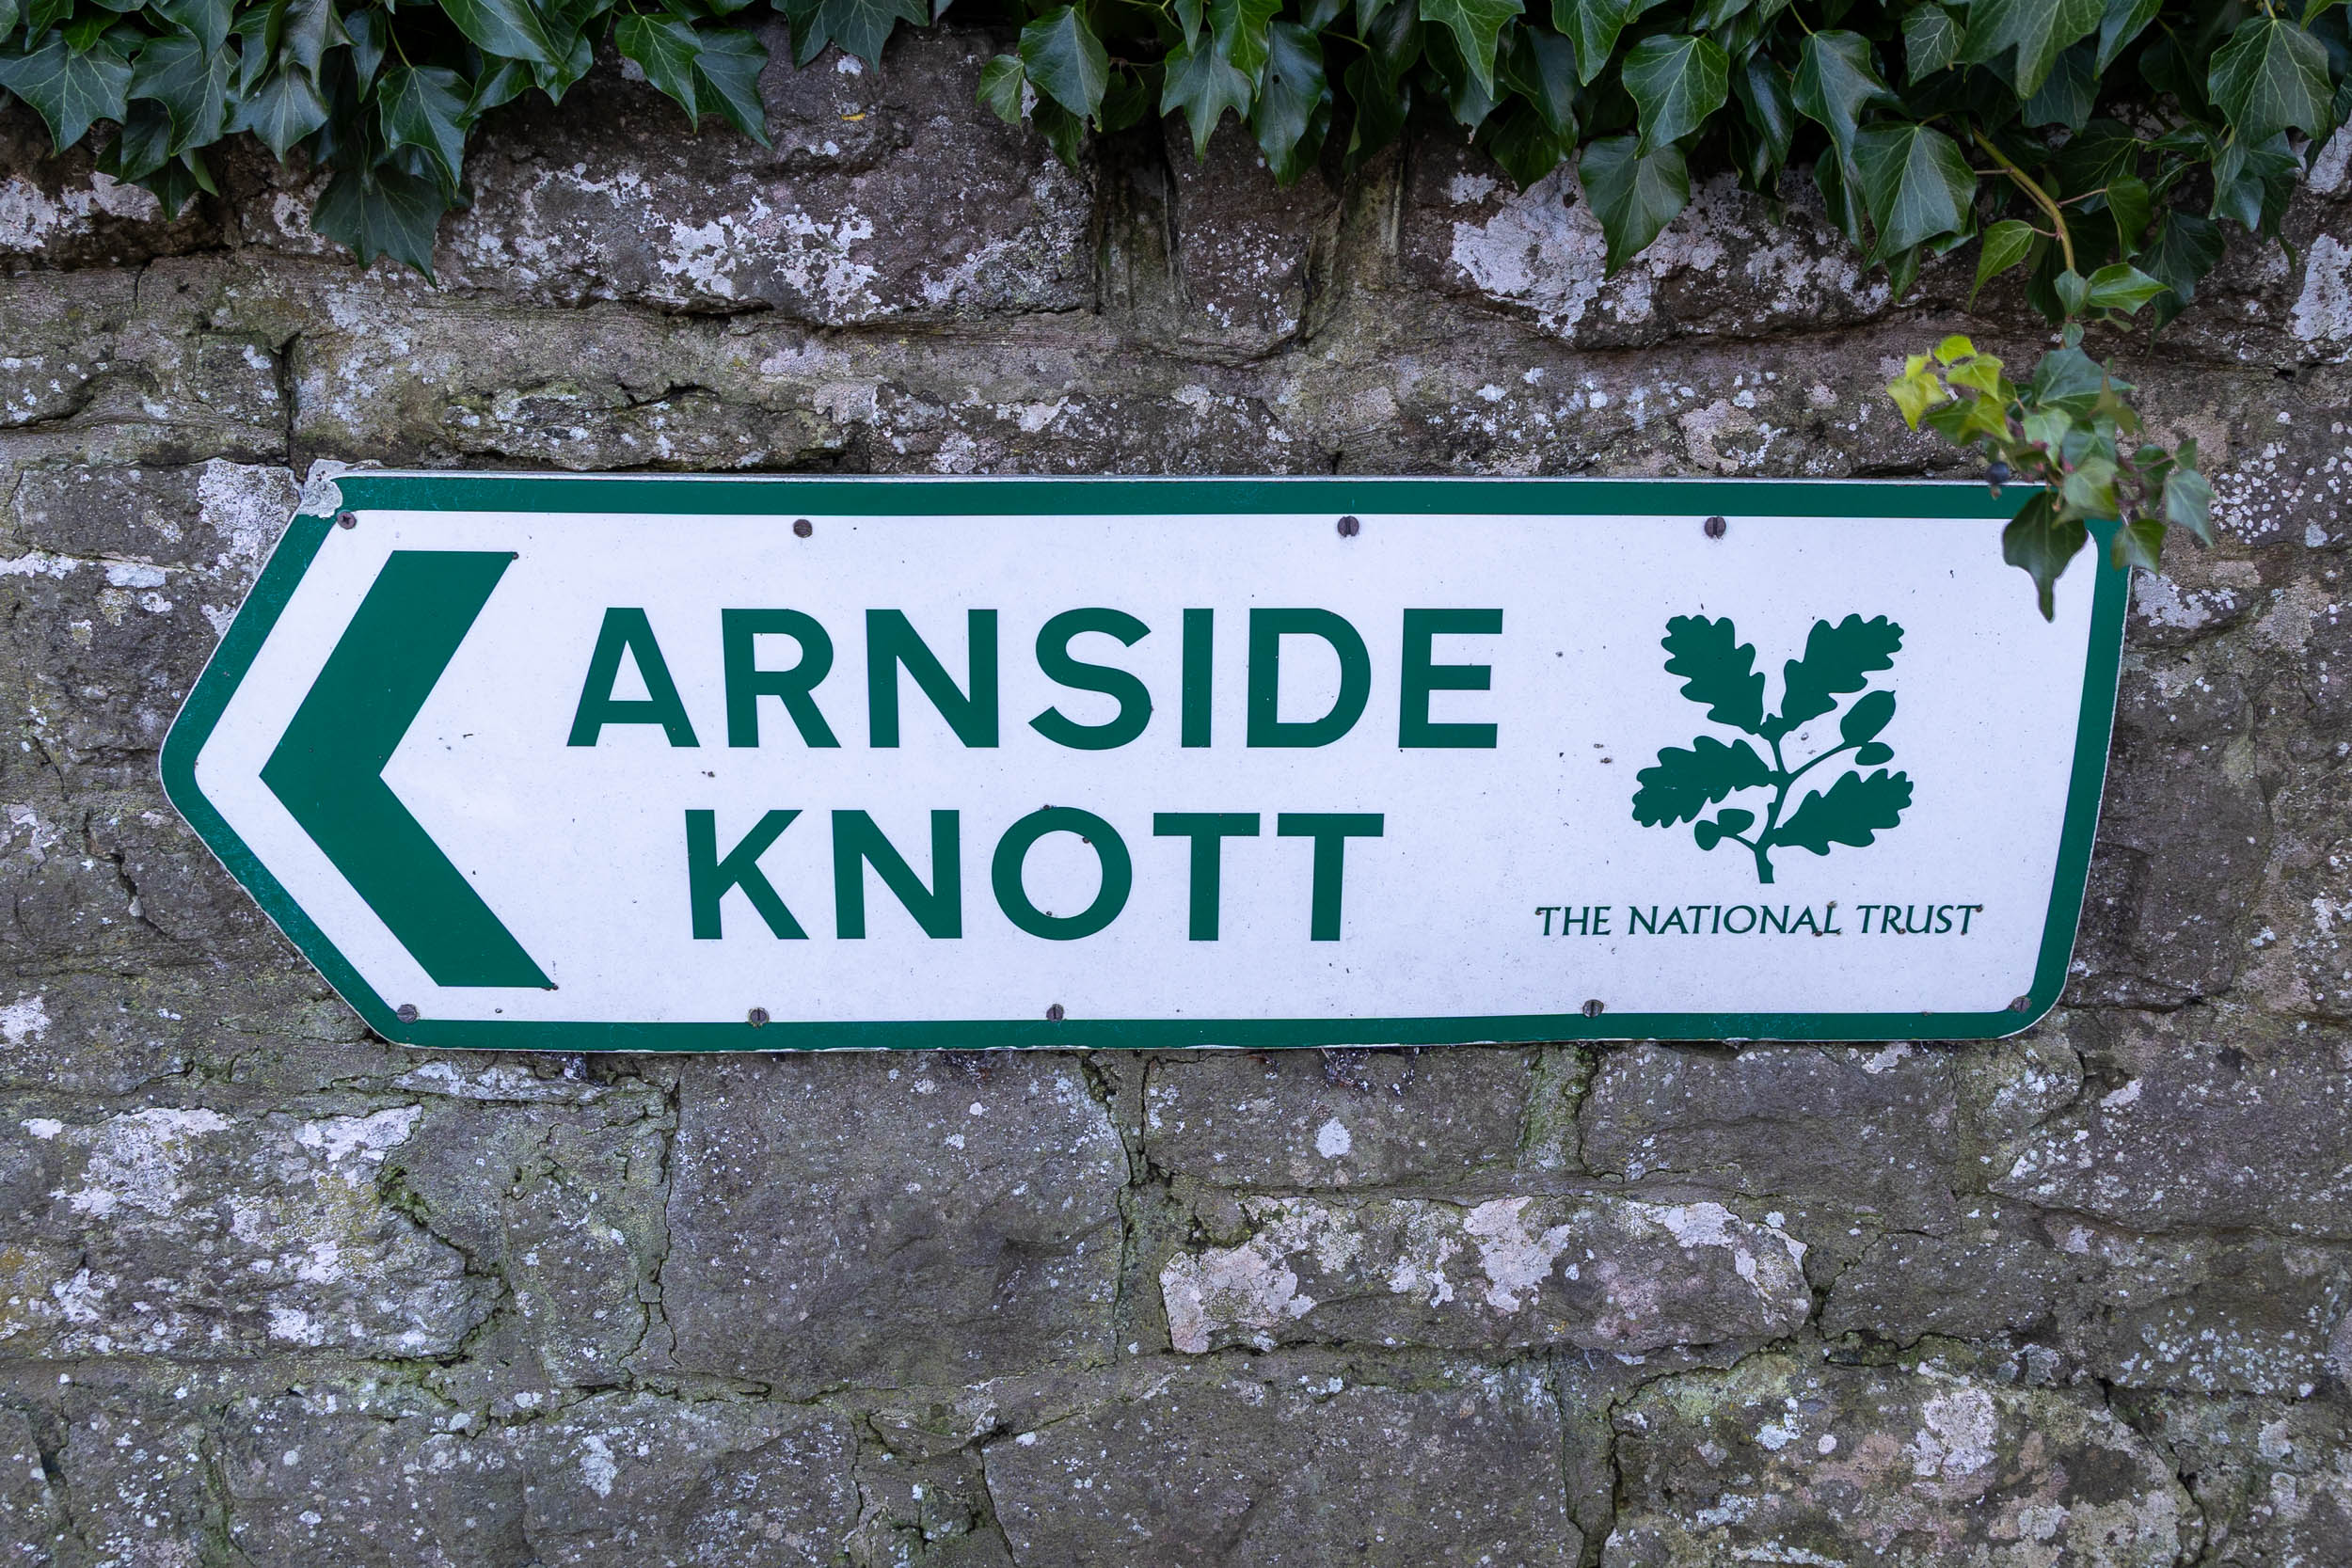 ARNSIDE
KNOTT
THE NATIONAL TRUST